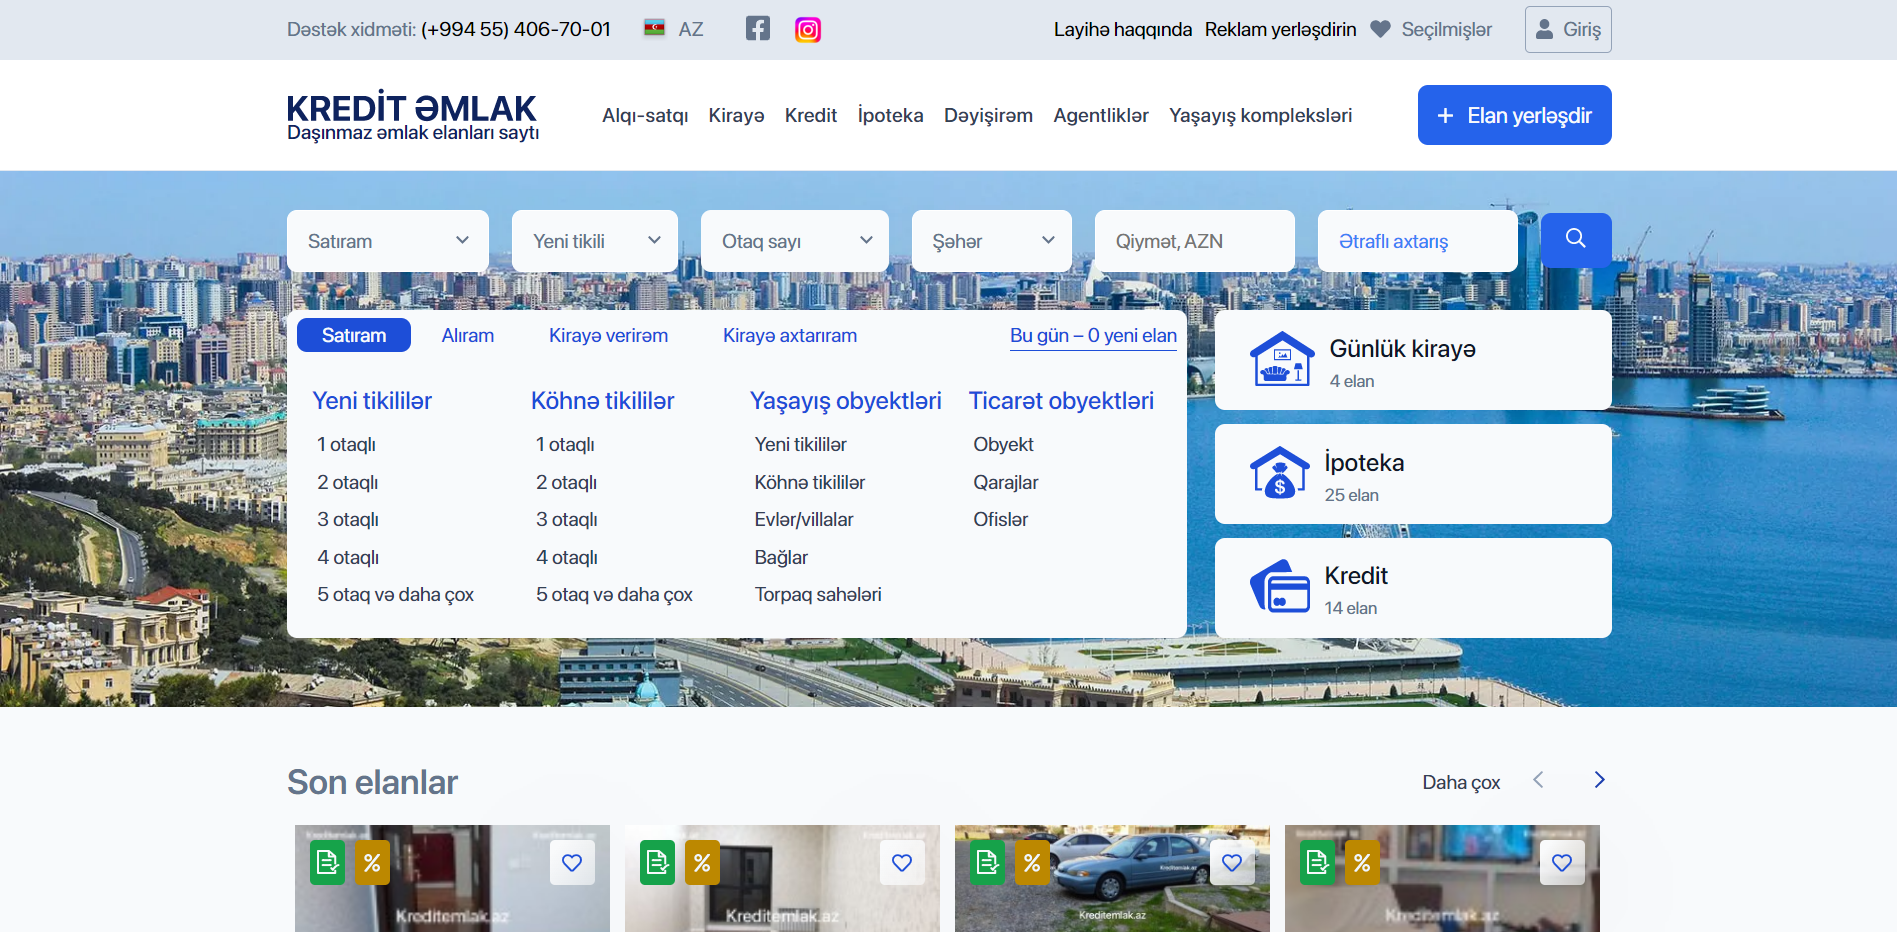 Dəstək xidməti: (+994 55) 406-70-01 AZ Layihə haqqında Reklam yerləşdirin Seçilmişlər Giriş
KREDİT ƏMLAK
Daşınmaz əmlak elanları saytı
Alqı-satqı Kirayə Kredit İpoteka Dəyişirəm Agentliklər Yaşayış kompleksləri + Elan yerləşdir
Satıram Yeni tikili Otaq sayı Şəhər Qiymət, AZN Ətraflı axtarış
Satıram Alıram Kirayə verirəm Kirayə axtarıram Bu gün – 0 yeni elan
Yeni tikililər
1 otaqlı
2 otaqlı
3 otaqlı
4 otaqlı
5 otaq və daha çox
Köhnə tikililər
1 otaqlı
2 otaqlı
3 otaqlı
4 otaqlı
5 otaq və daha çox
Yaşayış obyektləri
Yeni tikililər
Köhnə tikililər
Evlər/villalar
Bağlar
Torpaq sahələri
Ticarət obyektləri
Obyekt
Qarajlar
Ofislər
Günlük kirayə
4 elan
İpoteka
25 elan
Kredit
14 elan
Son elanlar
Daha çox
%
Kreditemlak.az
%
Kreditemlak.az
%
Kreditemlak.az
%
Kreditemlak.az